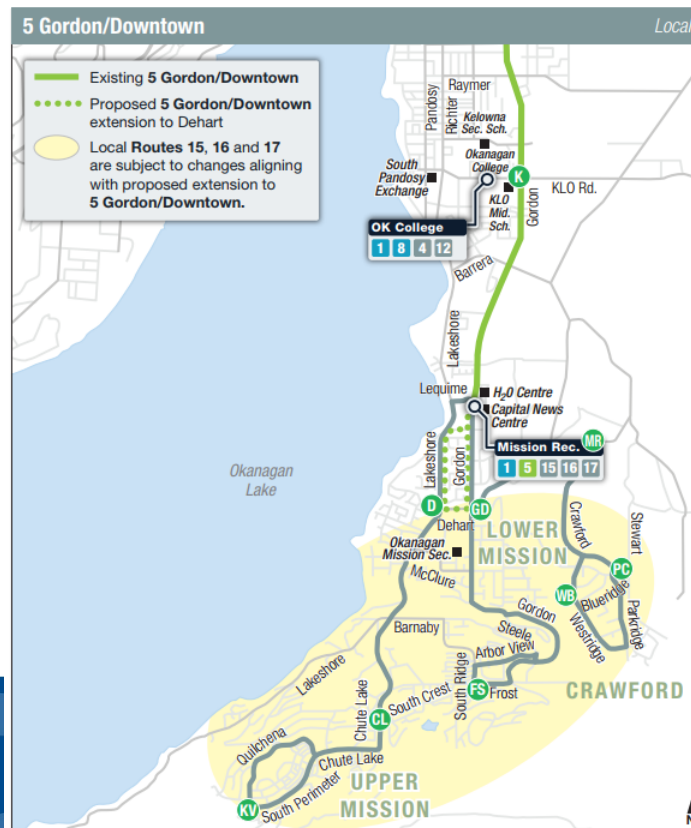 5 Gordon/Downtown
Local
Existing 5 Gordon/Downtown
Proposed 5 Gordon/Downtown
extension to Dehart
Local Routes 15, 16 and 17
are subject to changes aligning
with proposed extension to
5 Gordon/Downtown.
Raymer
Pandosy
Richter
Kelowna
Sec. Sch.
Okanagan
College
South
Pandosy
Exchange
K
KLO Rd.
KLO
Mid.
Sch.
Gordon
OK College
1 8 4 12
Barrera
Lakeshore
Lequime
H2O Centre
Capital News
Centre
MR
Mission Rec.
1 5 15 16 17
Okanagan
Lake
Lakeshore
Gordon
D
GD
Dehart
LOWER
MISSION
Okanagan
Mission Sec.
McClure
Crawford
Stewart
PC
WB
Blueridge
Westridge
Parkridge
Gordon
Steele
Barnaby
Arbor View
Lakeshore
South Ridge
FS
Frost
CRAWFORD
Chute Lake
CL
South Crest
Quilchena
Chute Lake
KV
South Perimeter
UPPER
MISSION
N